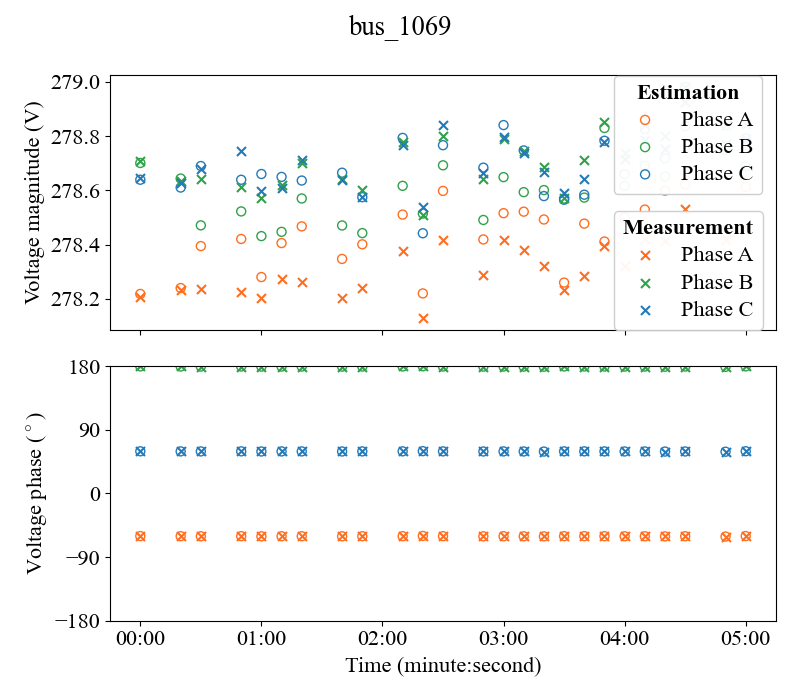 bus_1069
Voltage magnitude (V)
279.0
278.8
278.6
278.4
278.2
Estimation
Phase A
Phase B
Phase C
Measurement
Phase A
Phase B
Phase C
Voltage phase (°)
180
90
0
−90
−180
00:00 01:00 02:00 03:00 04:00 05:00
Time (minute:second)